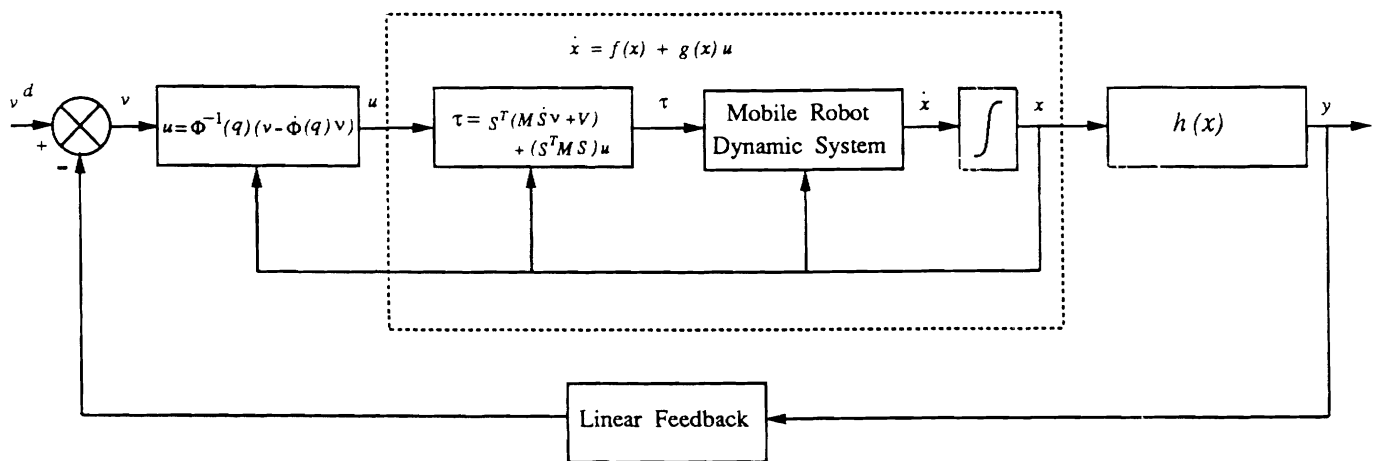 ẋ = f(x) + g(x) u
v^d
+
-
v
u = Φ⁻¹(q)(v - Φ̇(q)ν)
u
τ = S^T(MṠν + V)
+ (S^T M S)u
τ
Mobile Robot
Dynamic System
ẋ
∫
x
h(x)
y
Linear Feedback